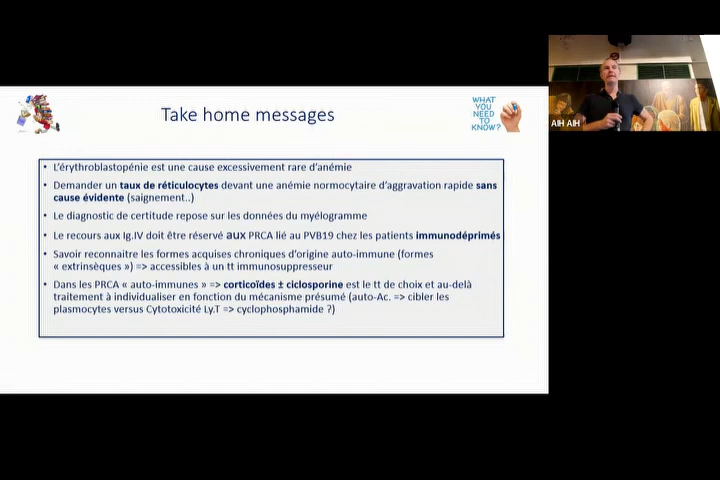 Take home messages
WHAT
YOU
NEED
TO
KNOW?
AIH AIH
• L'érythroblastopénie est une cause excessivement rare d'anémie
• Demander un taux de réticulocytes devant une anémie normocytaire d'aggravation rapide sans
cause évidente (saignement..)
• Le diagnostic de certitude repose sur les données du myélogramme
• Le recours aux Ig.IV doit être réservé aux PRCA lié au PVB19 chez les patients immunodéprimés
• Savoir reconnaitre les formes acquises chroniques d'origine auto-immune (formes
« extrinsèques ») => accessibles à un tt immunosuppresseur
• Dans les PRCA « auto-immunes » => corticoïdes ± ciclosporine est le tt de choix et au-delà
traitement à individualiser en fonction du mécanisme présumé (auto-Ac. => cibler les
plasmocytes versus Cytotoxicité Ly.T => cyclophosphamide ?)